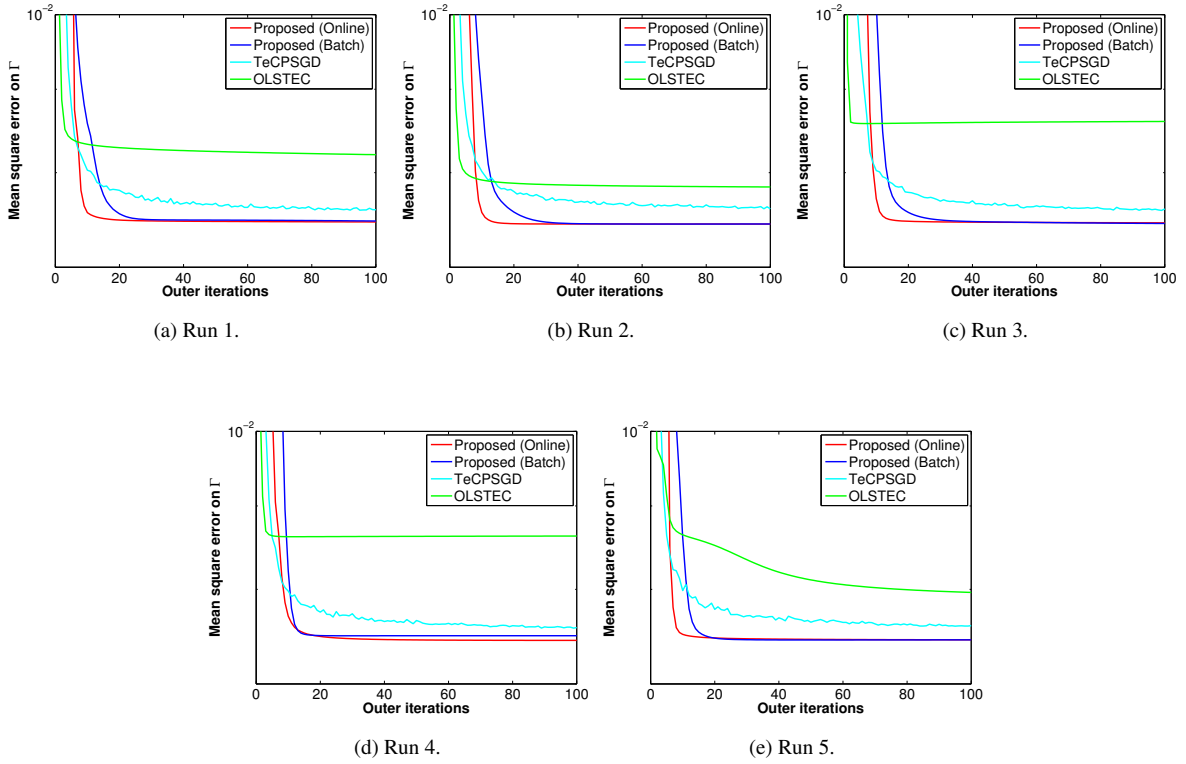 10⁻²
Mean square error on Γ
Proposed (Online)
Proposed (Batch)
TeCPSGD
OLSTEC
0 20 40 60 80 100
Outer iterations
(a) Run 1.
10⁻²
Mean square error on Γ
Proposed (Online)
Proposed (Batch)
TeCPSGD
OLSTEC
0 20 40 60 80 100
Outer iterations
(b) Run 2.
10⁻²
Mean square error on Γ
Proposed (Online)
Proposed (Batch)
TeCPSGD
OLSTEC
0 20 40 60 80 100
Outer iterations
(c) Run 3.
10⁻²
Mean square error on Γ
Proposed (Online)
Proposed (Batch)
TeCPSGD
OLSTEC
0 20 40 60 80 100
Outer iterations
(d) Run 4.
10⁻²
Mean square error on Γ
Proposed (Online)
Proposed (Batch)
TeCPSGD
OLSTEC
0 20 40 60 80 100
Outer iterations
(e) Run 5.